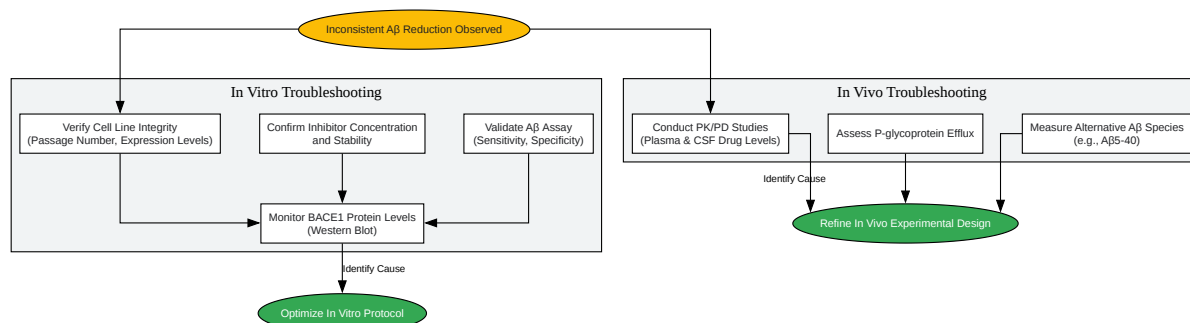 Inconsistent Aβ Reduction Observed
In Vitro Troubleshooting
Verify Cell Line Integrity
(Passage Number, Expression Levels)
Confirm Inhibitor Concentration
and Stability
Validate Aβ Assay
(Sensitivity, Specificity)
Monitor BACE1 Protein Levels
(Western Blot)
Identify Cause
Optimize In Vitro Protocol
In Vivo Troubleshooting
Conduct PK/PD Studies
(Plasma & CSF Drug Levels)
Assess P-glycoprotein Efflux
Measure Alternative Aβ Species
(e.g., Aβ5-40)
Identify Cause
Refine In Vivo Experimental Design